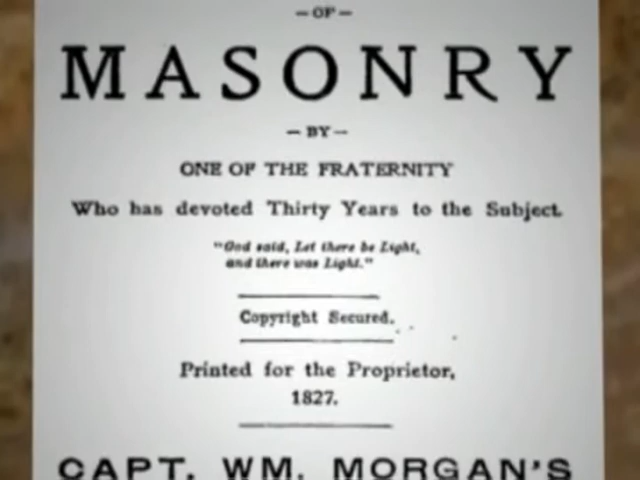 — OF —
MASONRY
— BY —
ONE OF THE FRATERNITY
Who has devoted Thirty Years to the Subject.
"God said, Let there be Light,
and there was Light."
Copyright Secured.
Printed for the Proprietor,
1827.
CAPT. WM. MORGAN'S